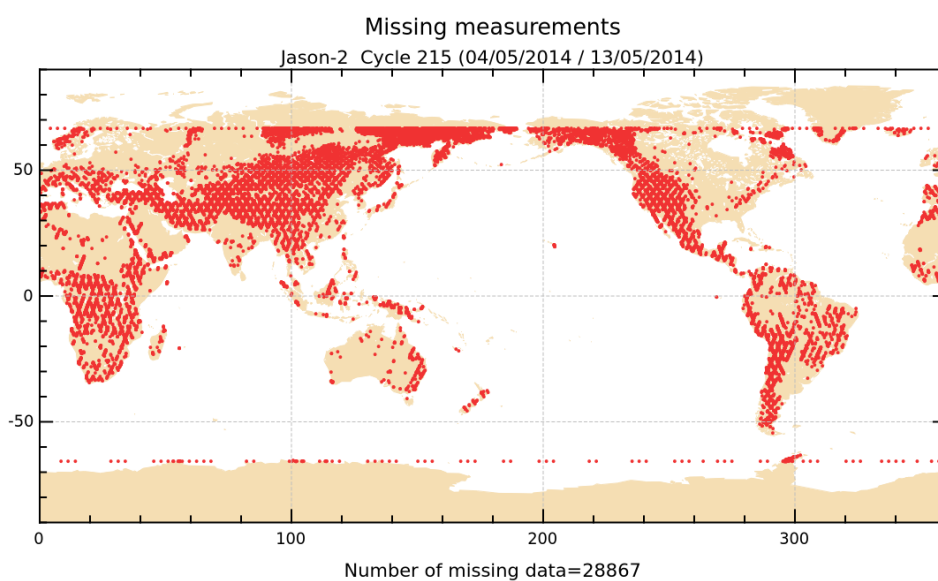 Missing measurements
Jason-2  Cycle 215 (04/05/2014 / 13/05/2014)
50
0
-50
0
100
200
300
Number of missing data=28867